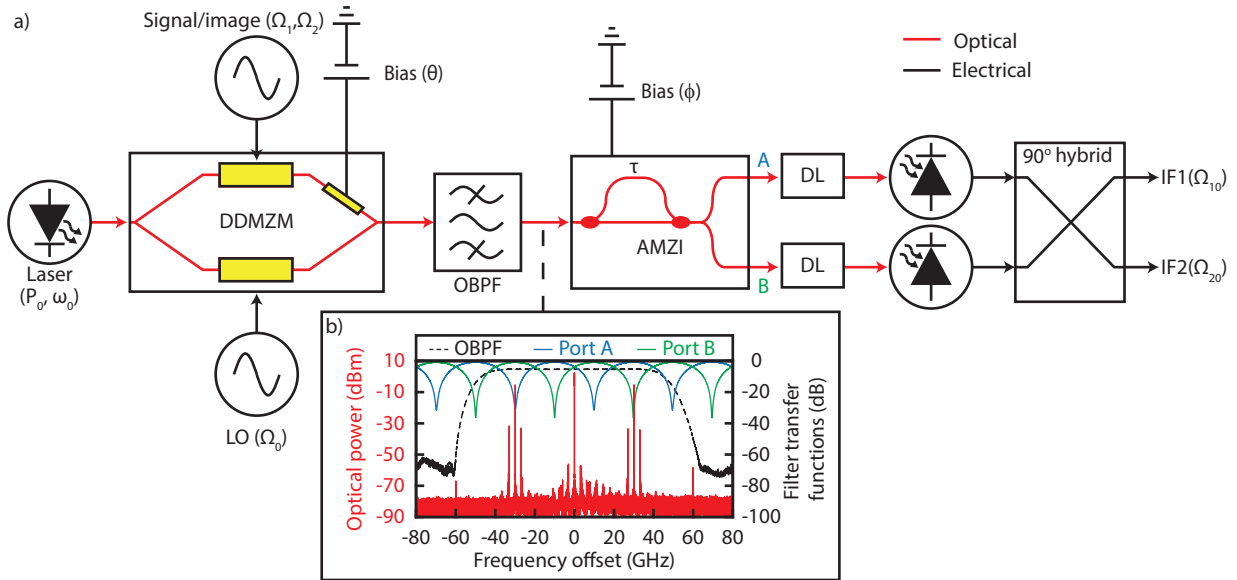 a)
Signal/image (Ω1,Ω2)
Bias (θ)
Bias (ϕ)
Optical
Electrical
DDMZM
Laser
(P0, ω0)
LO (Ω0)
OBPF
τ
AMZI
A
B
DL
DL
90° hybrid
IF1(Ω10)
IF2(Ω20)
b)
OBPF
Port A
Port B
Optical power (dBm)
10
-10
-30
-50
-70
-90
0
-20
-40
-60
-80
-100
Filter transfer
functions (dB)
-80 -60 -40 -20 0 20 40 60 80
Frequency offset (GHz)